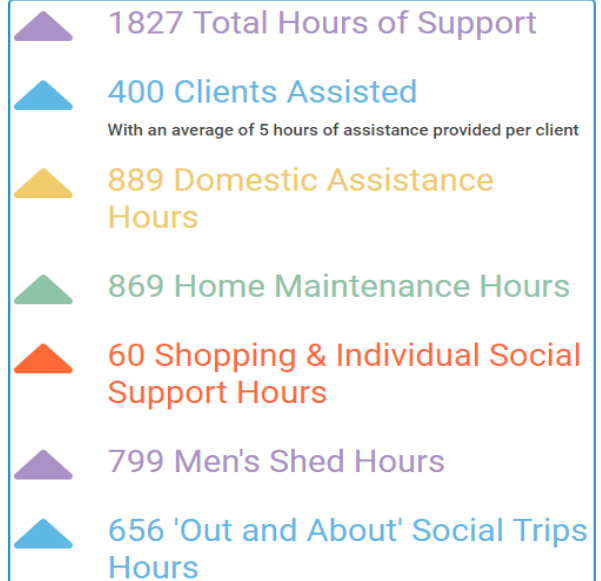 1827 Total Hours of Support
400 Clients Assisted
With an average of 5 hours of assistance provided per client
889 Domestic Assistance
Hours
869 Home Maintenance Hours
60 Shopping & Individual Social
Support Hours
799 Men's Shed Hours
656 'Out and About' Social Trips
Hours